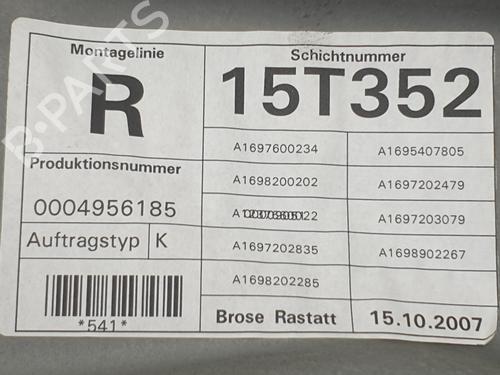 Montagelinie
R
Produktionsnummer
0004956185
Auftragstyp K
*541*
Schichtnummer
15T352
A1697600234 A1695407805
A1698200202 A1697202479
A1697203079
A1697202835 A1698902267
A1698202285
Brose Rastatt 15.10.2007
B-PARTS